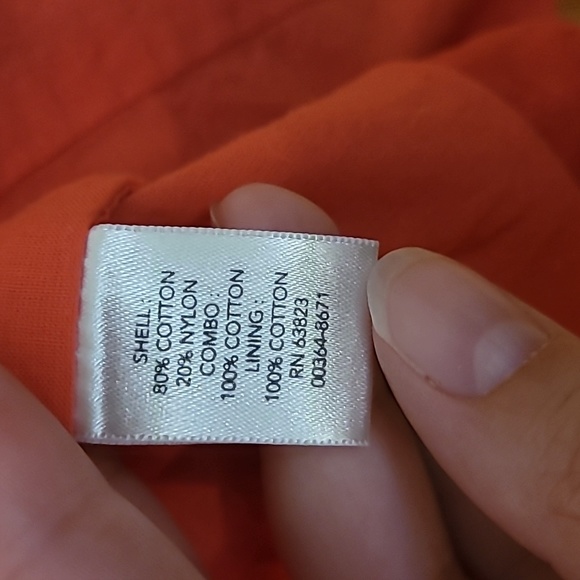 SHELL :
80% COTTON
20% NYLON
COMBO :
100% COTTON
LINING :
100% COTTON
RN 63823
00364-8671